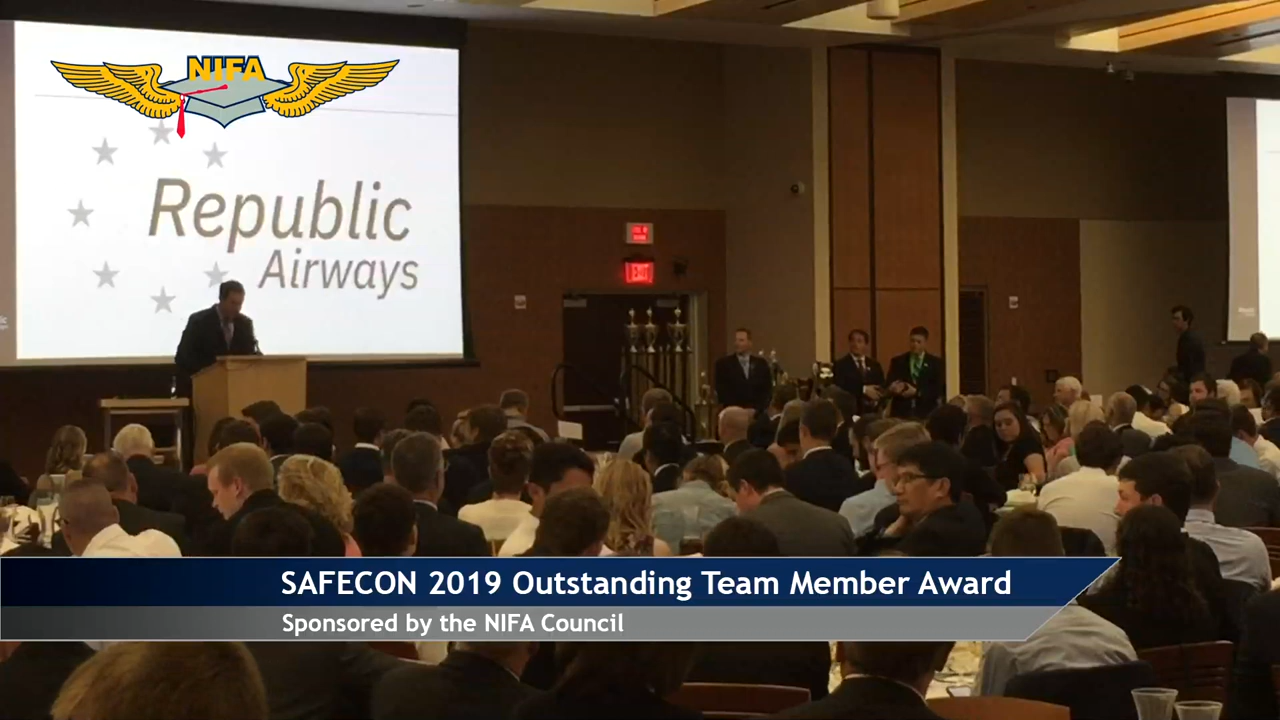 NIFA
Republic
Airways
EXIT
SAFECON 2019 Outstanding Team Member Award
Sponsored by the NIFA Council